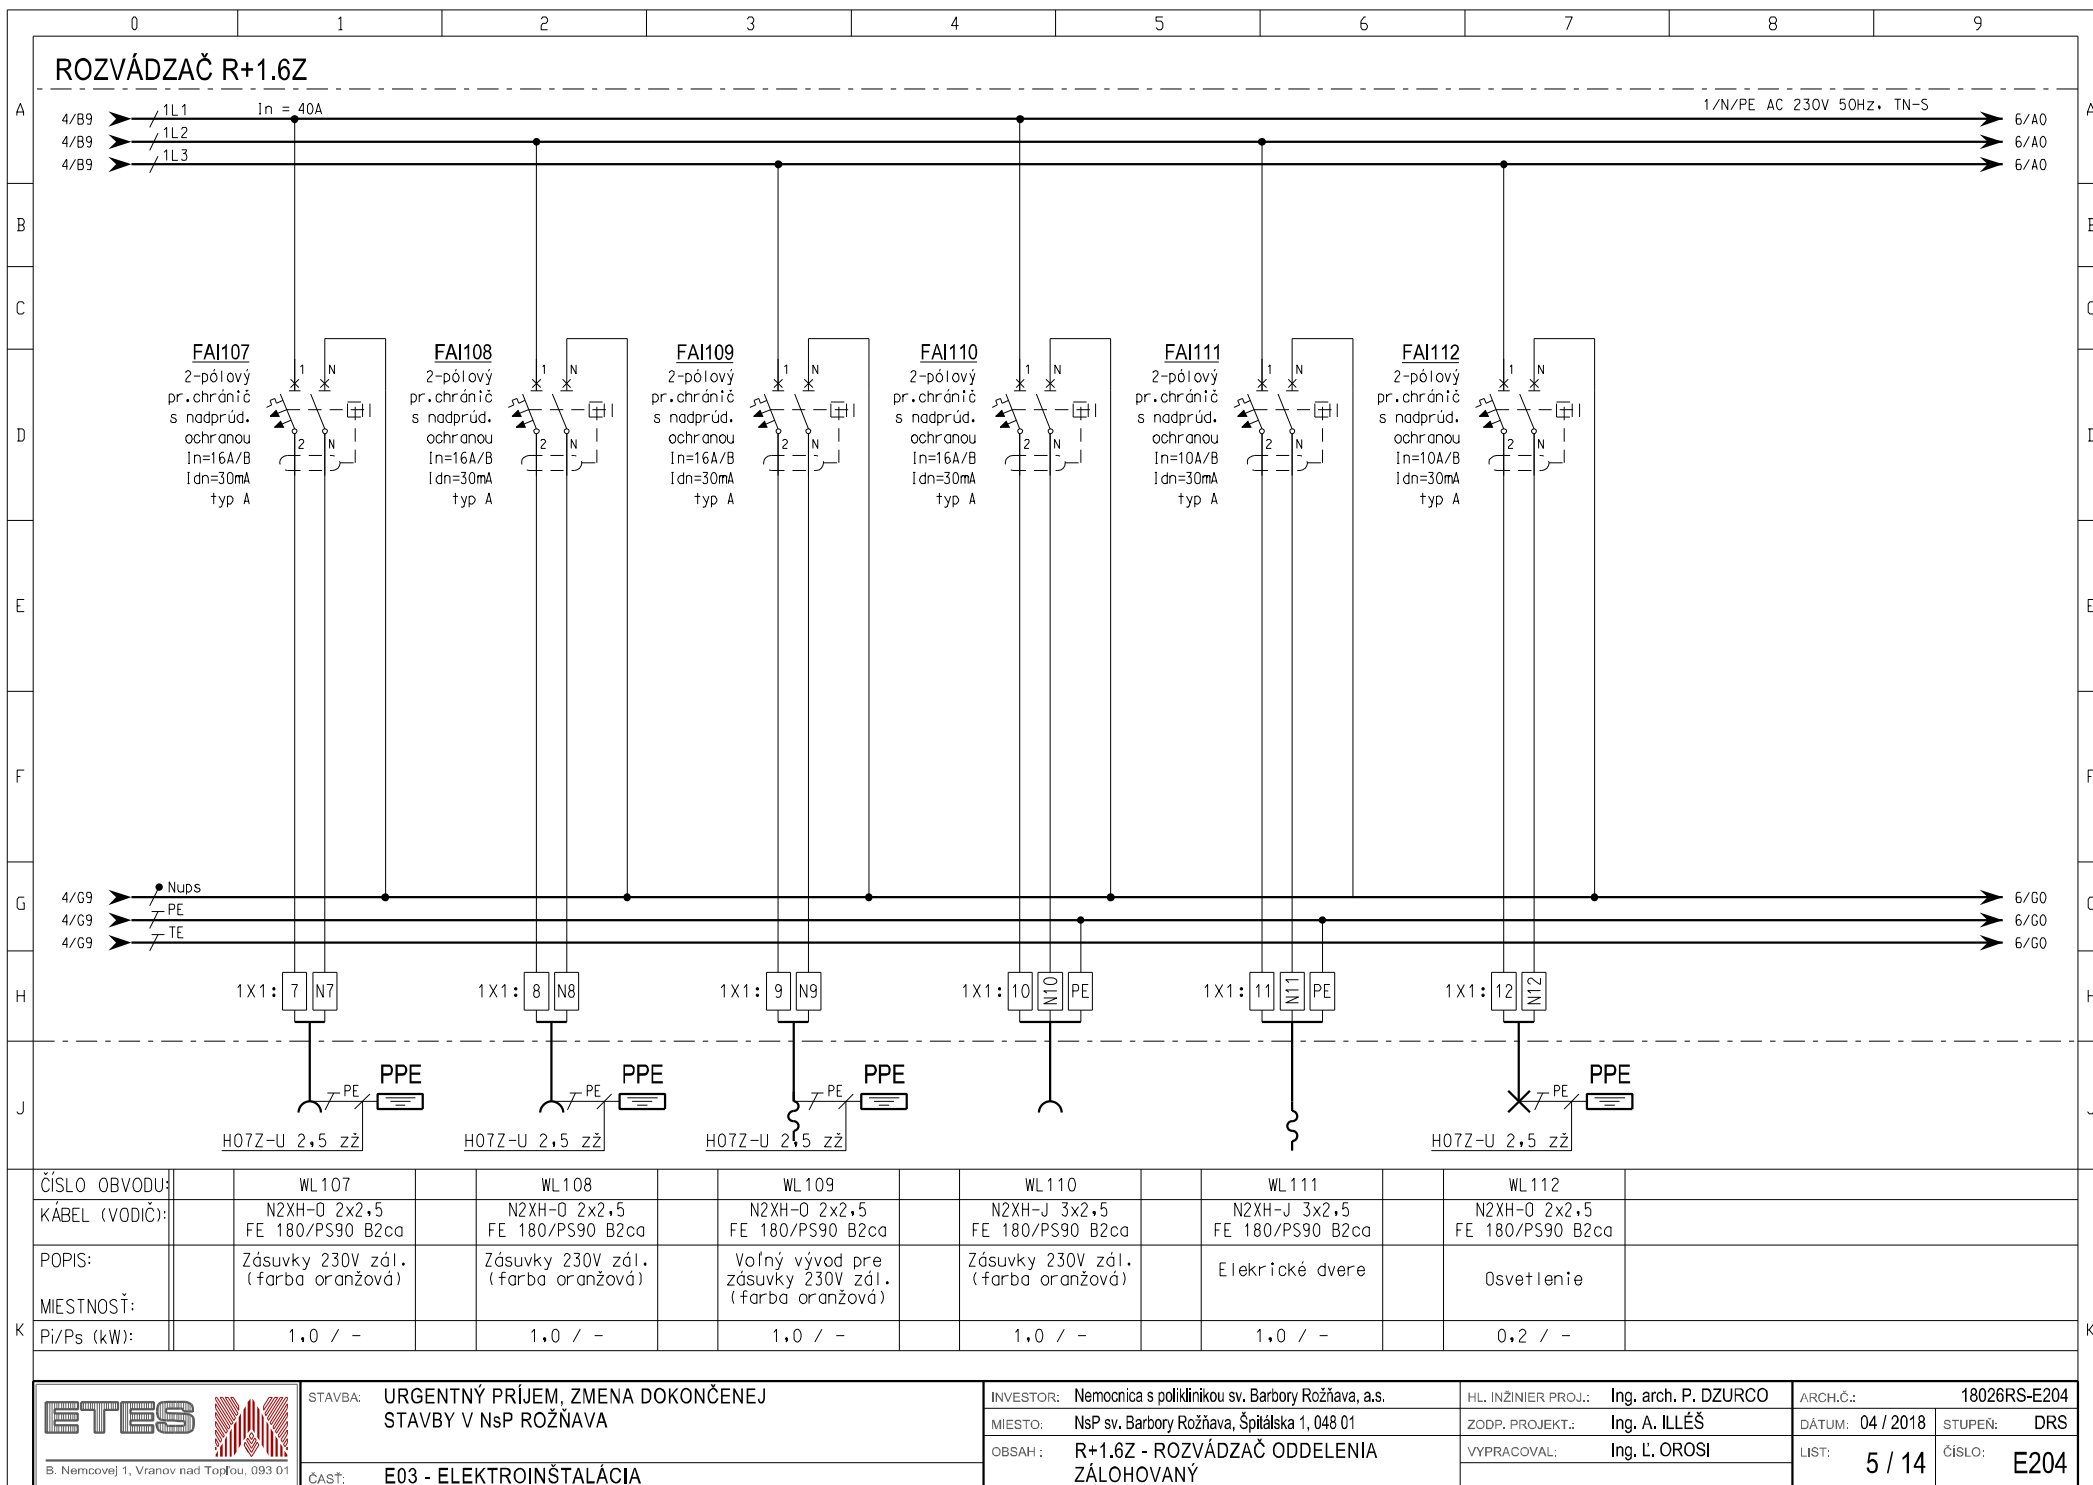 0 1 2 3 4 5 6 7 8 9
ROZVÁDZAČ R+1.6Z
A
4/B9 1L1 In = 40A 1/N/PE AC 230V 50Hz, TN-S 6/A0
4/B9 1L2 6/A0
4/B9 1L3 6/A0
B
C
D
FAI107
2-pólový
pr.chránič
s nadprúd.
ochranou
In=16A/B
Idn=30mA
typ A
1 N
2 N
FAI108
2-pólový
pr.chránič
s nadprúd.
ochranou
In=16A/B
Idn=30mA
typ A
1 N
2 N
FAI109
2-pólový
pr.chránič
s nadprúd.
ochranou
In=16A/B
Idn=30mA
typ A
1 N
2 N
FAI110
2-pólový
pr.chránič
s nadprúd.
ochranou
In=16A/B
Idn=30mA
typ A
1 N
2 N
FAI111
2-pólový
pr.chránič
s nadprúd.
ochranou
In=10A/B
Idn=30mA
typ A
1 N
2 N
FAI112
2-pólový
pr.chránič
s nadprúd.
ochranou
In=10A/B
Idn=30mA
typ A
1 N
2 N
E E
F F
G
4/G9 Nups 6/G0
4/G9 PE 6/G0
4/G9 TE 6/G0
H H
1X1: 7 N7
1X1: 8 N8
1X1: 9 N9
1X1: 10 N10 PE
1X1: 11 N11 PE
1X1: 12 N12
J
PE PPE
H07Z-U 2,5 zž
PE PPE
H07Z-U 2,5 zž
PE PPE
H07Z-U 2,5 zž
PE PPE
H07Z-U 2,5 zž
ČÍSLO OBVODU: WL107 WL108 WL109 WL110 WL111 WL112
KÁBEL (VODIČ): N2XH-O 2x2,5 N2XH-O 2x2,5 N2XH-O 2x2,5 N2XH-J 3x2,5 N2XH-J 3x2,5 N2XH-O 2x2,5
FE 180/PS90 B2ca FE 180/PS90 B2ca FE 180/PS90 B2ca FE 180/PS90 B2ca FE 180/PS90 B2ca FE 180/PS90 B2ca
POPIS:
MIESTNOSŤ:
Zásuvky 230V zál.
(farba oranžová)
Zásuvky 230V zál.
(farba oranžová)
Voľný vývod pre
zásuvky 230V zál.
(farba oranžová)
Zásuvky 230V zál.
(farba oranžová)
Elekrické dvere
Osvetlenie
K K
Pi/Ps (kW): 1,0 / - 1,0 / - 1,0 / - 1,0 / - 1,0 / - 0,2 / -
ETES
B. Nemcovej 1, Vranov nad Topľou, 093 01
STAVBA: URGENTNÝ PRÍJEM, ZMENA DOKONČENEJ
STAVBY V NsP ROŽŇAVA
ČASŤ: E03 - ELEKTROINŠTALÁCIA
INVESTOR: Nemocnica s poliklinikou sv. Barbory Rožňava, a.s.
MIESTO: NsP sv. Barbory Rožňava, Špitálska 1, 048 01
OBSAH: R+1.6Z - ROZVÁDZAČ ODDELENIA
ZÁLOHOVANÝ
HL. INŽINIER PROJ.: Ing. arch. P. DZURCO
ZODP. PROJEKT.: Ing. A. ILLÉŠ
VYPRACOVAL: Ing. Ľ. OROSI
ARCH.Č.: 18026RS-E204
DÁTUM: 04 / 2018 STUPEŇ: DRS
LIST: 5 / 14 ČÍSLO: E204